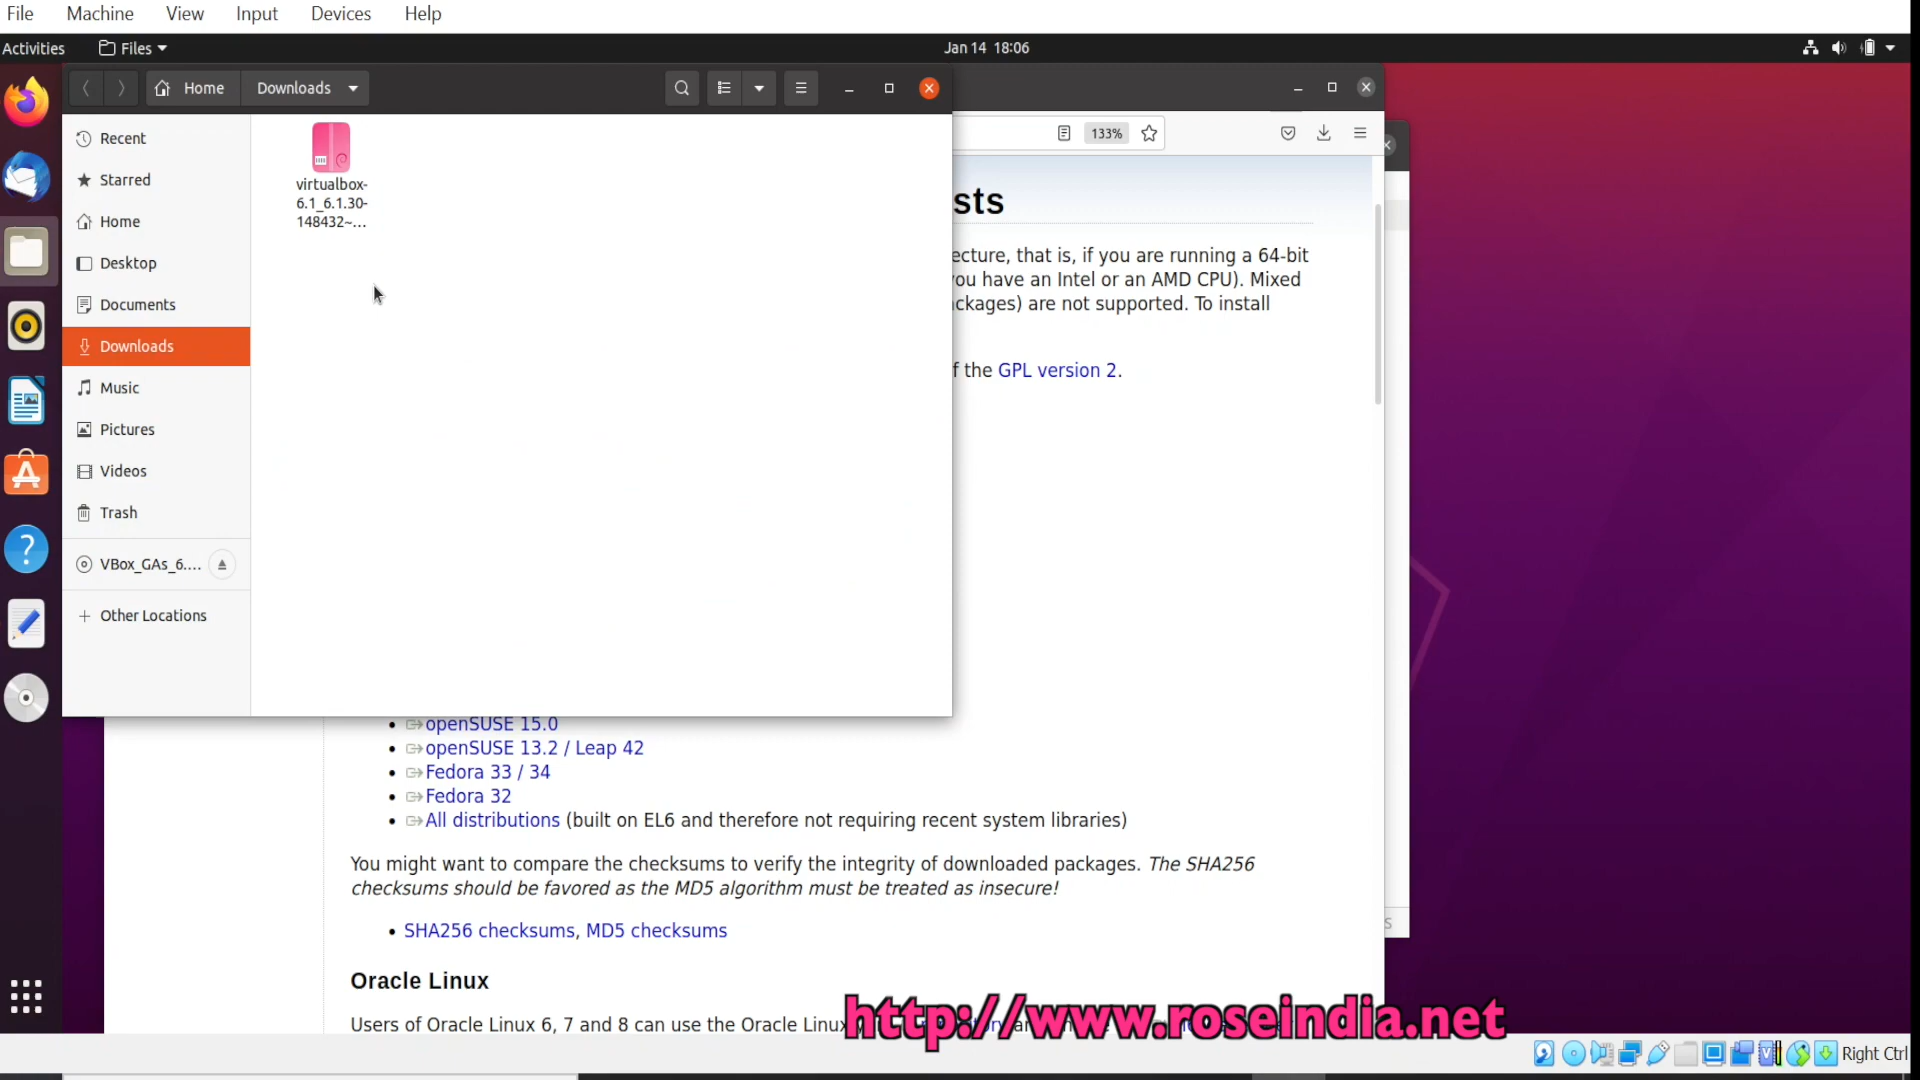 File Machine View Input Devices Help
Activities Files Jan 14 18:06
Home Downloads
Recent
Starred
Home
Desktop
Documents
Downloads
Music
Pictures
Videos
Trash
VBox_GAs_6....
Other Locations
virtualbox-
6.1_6.1.30-
148432~...
133%
sts
ecture, that is, if you are running a 64-bit
you have an Intel or an AMD CPU). Mixed
ckages) are not supported. To install
f the GPL version 2.
openSUSE 15.0
openSUSE 13.2 / Leap 42
Fedora 33 / 34
Fedora 32
All distributions (built on EL6 and therefore not requiring recent system libraries)
You might want to compare the checksums to verify the integrity of downloaded packages. The SHA256
checksums should be favored as the MD5 algorithm must be treated as insecure!
SHA256 checksums, MD5 checksums
Oracle Linux
Users of Oracle Linux 6, 7 and 8 can use the Oracle Linux
http://www.roseindia.net
Right Ctrl